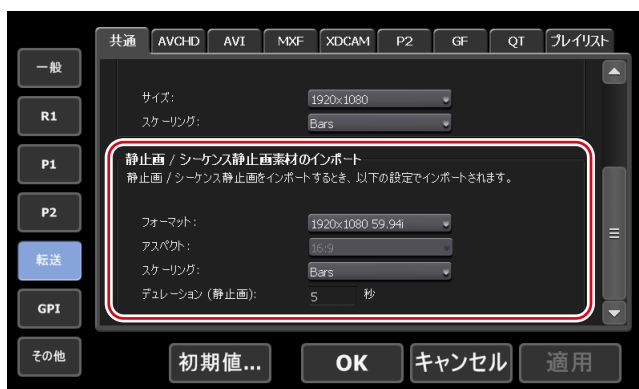 共通 AVCHD AVI MXF XDCAM P2 GF QT プレイリスト
一般
R1
P1
P2
転送
GPI
その他
サイズ: 1920x1080
スケーリング: Bars
静止画 / シーケンス静止画素材のインポート
静止画 / シーケンス静止画をインポートするとき、以下の設定でインポートされます。
フォーマット: 1920x1080 59.94i
アスペクト: 16:9
スケーリング: Bars
デュレーション (静止画): 5 秒
初期値... OK キャンセル 適用